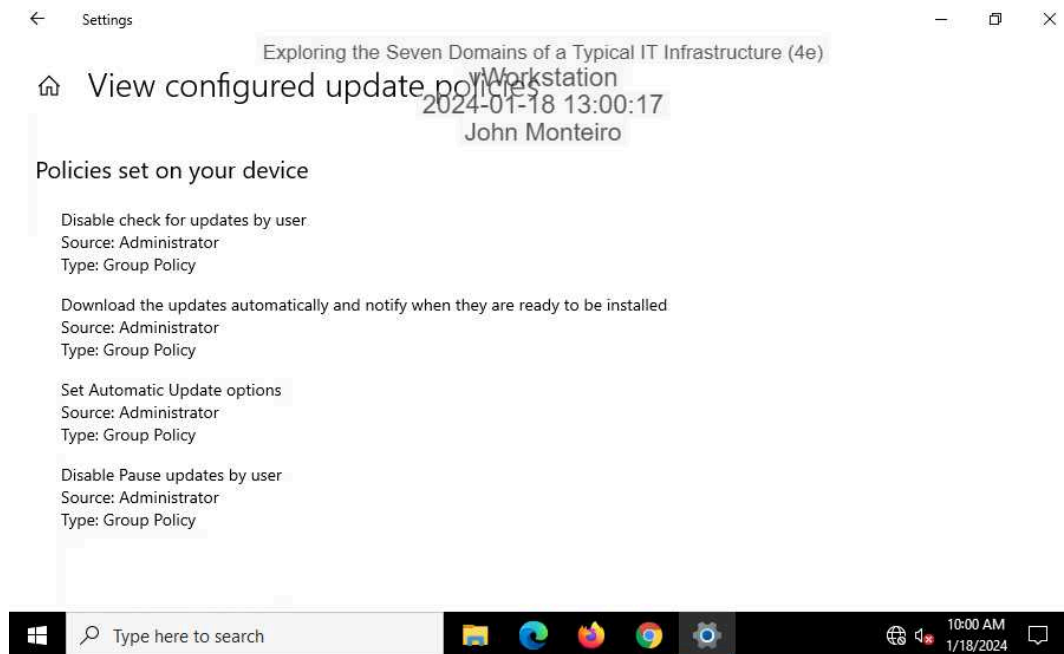 Settings
Exploring the Seven Domains of a Typical IT Infrastructure (4e)
View configured update policies
vWorkstation
2024-01-18 13:00:17
John Monteiro
Policies set on your device
Disable check for updates by user
Source: Administrator
Type: Group Policy
Download the updates automatically and notify when they are ready to be installed
Source: Administrator
Type: Group Policy
Set Automatic Update options
Source: Administrator
Type: Group Policy
Disable Pause updates by user
Source: Administrator
Type: Group Policy
Type here to search
10:00 AM
1/18/2024